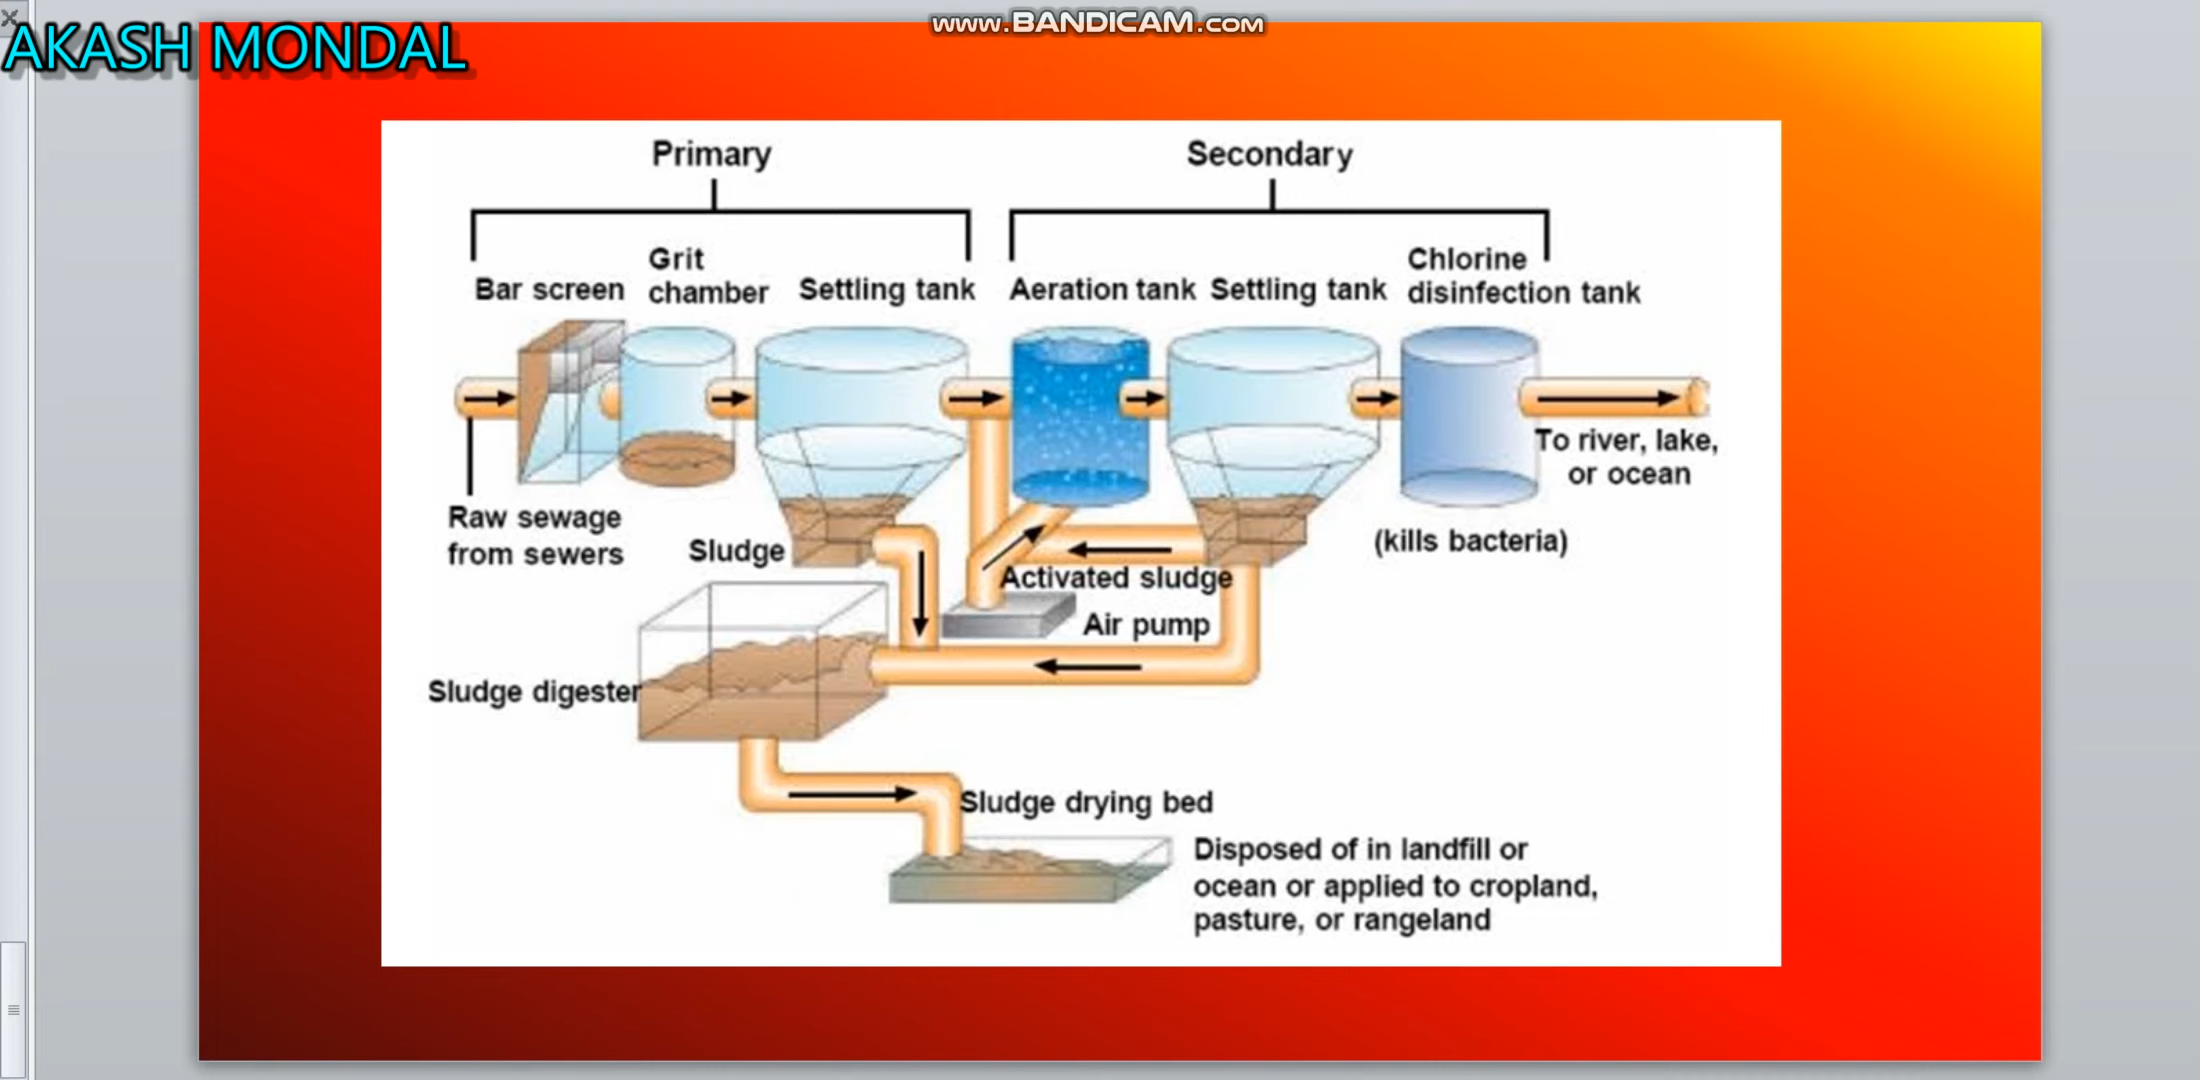 www.BANDICAM.com
AKASH MONDAL
Primary
Secondary
Bar screen
Grit
chamber
Settling tank
Aeration tank
Settling tank
Chlorine
disinfection tank
To river, lake,
or ocean
Raw sewage
from sewers
Sludge
(kills bacteria)
Activated sludge
Air pump
Sludge digester
Sludge drying bed
Disposed of in landfill or
ocean or applied to cropland,
pasture, or rangeland